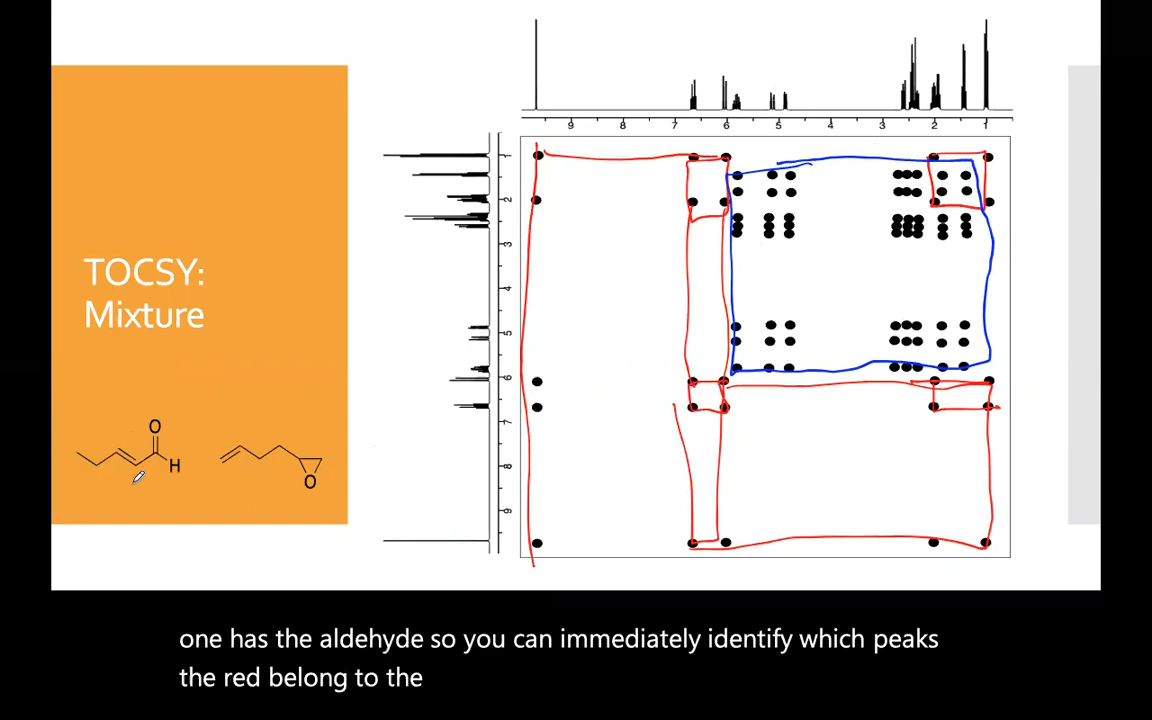 TOCSY:
Mixture
O
H
O
9 8 7 6 5 4 3 2 1
1
2
3
4
5
6
7
8
9
one has the aldehyde so you can immediately identify which peaks
the red belong to the